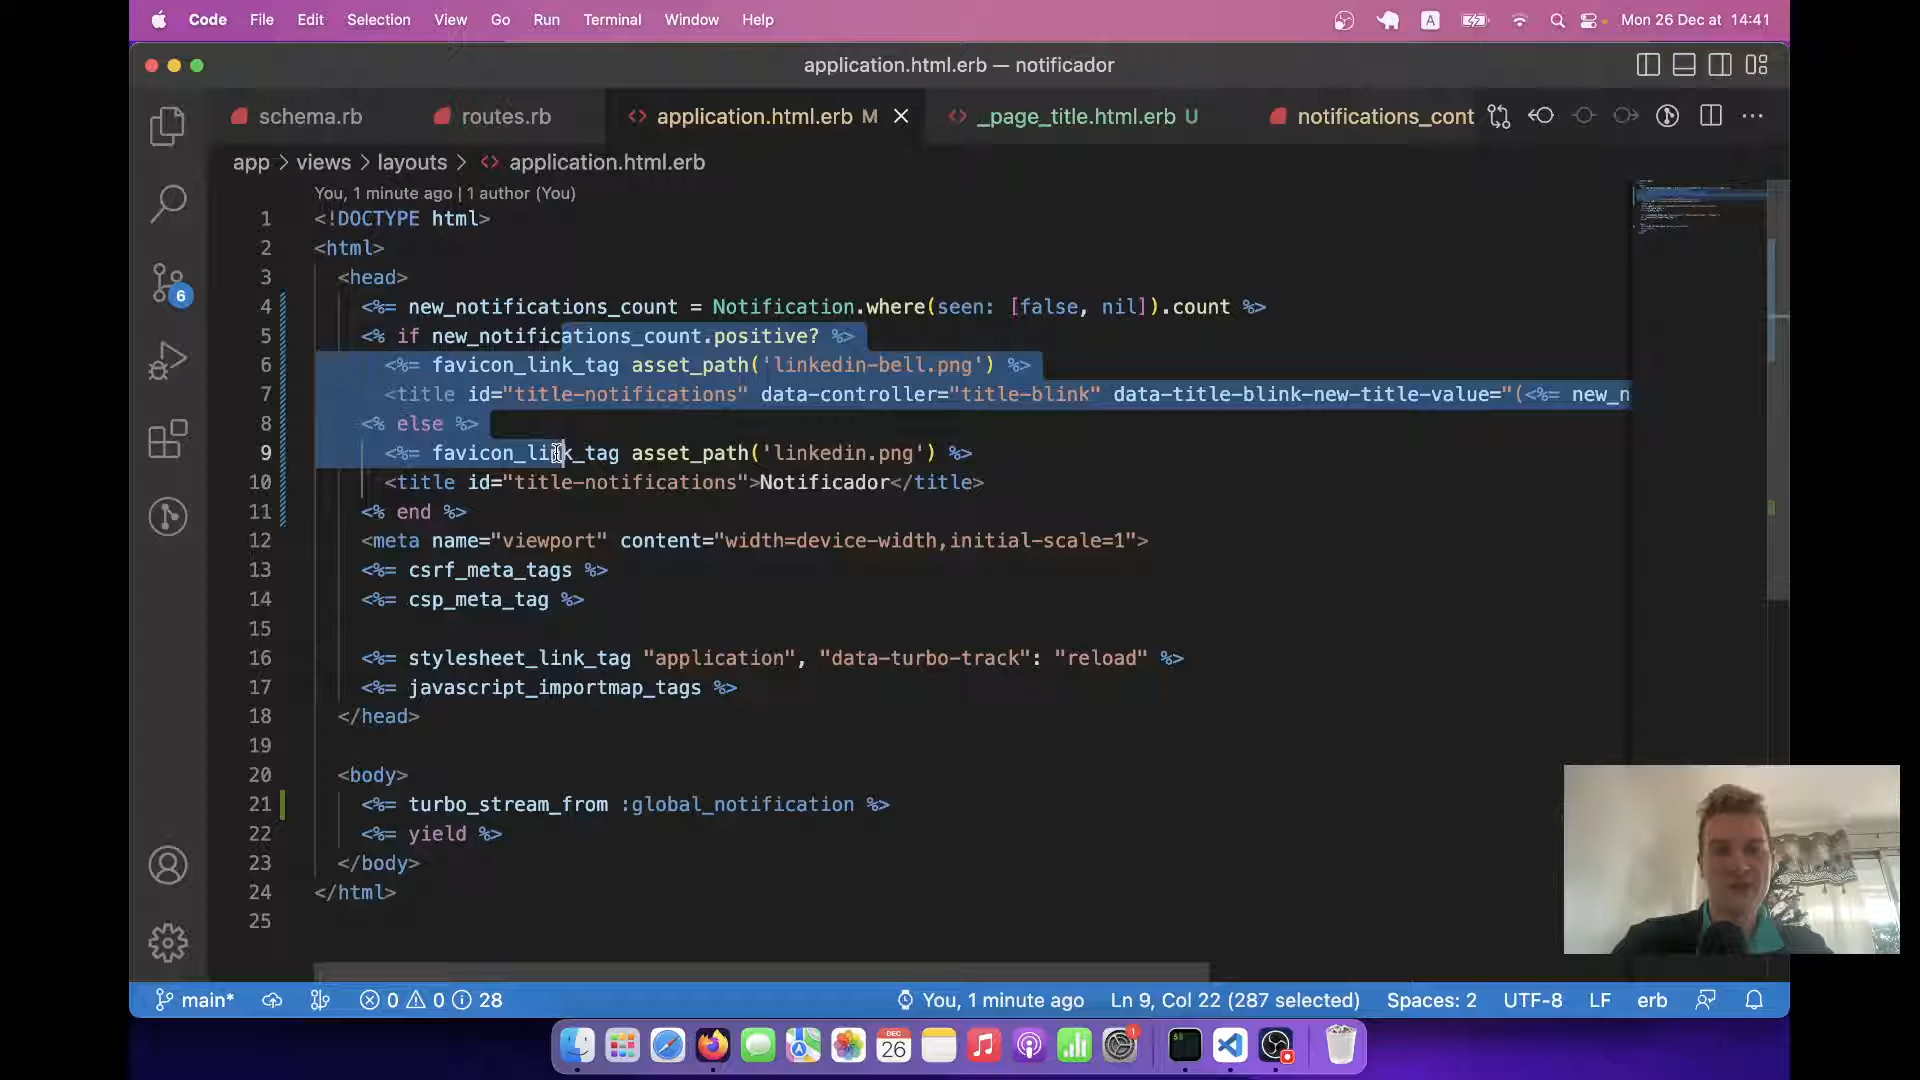 Code File Edit Selection View Go Run Terminal Window Help
A
Mon 26 Dec at 14:41
application.html.erb — notificador
schema.rb
routes.rb
application.html.erb M
_page_title.html.erb U
notifications_cont
app > views > layouts > application.html.erb
You, 1 minute ago | 1 author (You)
1 <!DOCTYPE html>
2 <html>
3 <head>
4 <%= new_notifications_count = Notification.where(seen: [false, nil]).count %>
5 <% if new_notifications_count.positive? %>
6 <%= favicon_link_tag asset_path('linkedin-bell.png') %>
7 <title id="title-notifications" data-controller="title-blink" data-title-blink-new-title-value="(<%= new_n
8 <% else %>
9 <%= favicon_link_tag asset_path('linkedin.png') %>
10 <title id="title-notifications">Notificador</title>
11 <% end %>
12 <meta name="viewport" content="width=device-width,initial-scale=1">
13 <%= csrf_meta_tags %>
14 <%= csp_meta_tag %>
15
16 <%= stylesheet_link_tag "application", "data-turbo-track": "reload" %>
17 <%= javascript_importmap_tags %>
18 </head>
19
20 <body>
21 <%= turbo_stream_from :global_notification %>
22 <%= yield %>
23 </body>
24 </html>
25
6
main*
0 0 28
You, 1 minute ago
Ln 9, Col 22 (287 selected)
Spaces: 2
UTF-8
LF
erb
DEC
26
1